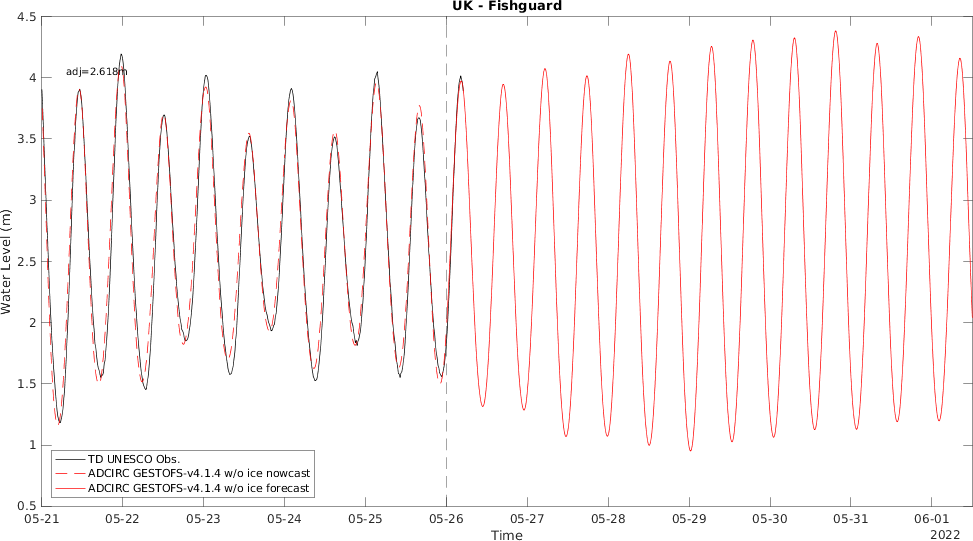 UK - Fishguard
4.5
4
3.5
3
2.5
2
1.5
1
0.5
Water Level (m)
adj=2.618m
TD UNESCO Obs.
ADCIRC GESTOFS-v4.1.4 w/o ice nowcast
ADCIRC GESTOFS-v4.1.4 w/o ice forecast
05-21 05-22 05-23 05-24 05-25 05-26 05-27 05-28 05-29 05-30 05-31 06-01
Time
2022